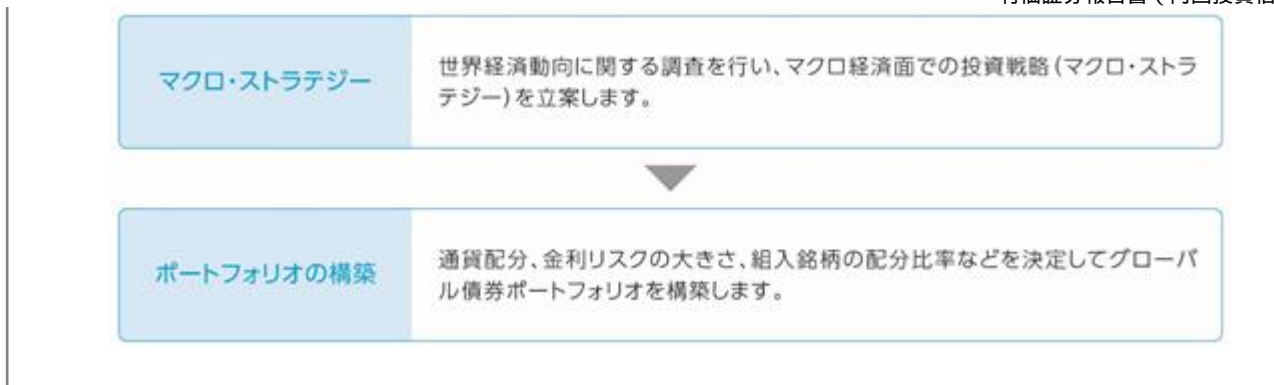 マクロ・ストラテジー
世界経済動向に関する調査を行い、マクロ経済面での投資戦略(マクロ・ストラ
テジー)を立案します。
ポートフォリオの構築
通貨配分、金利リスクの大きさ、組入銘柄の配分比率などを決定してグローバ
ル債券ポートフォリオを構築します。